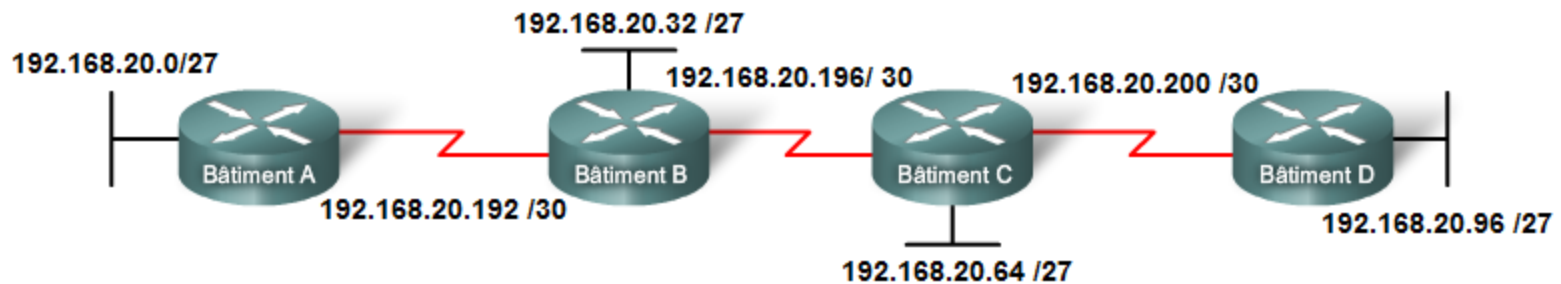 192.168.20.32 /27
192.168.20.0/27
192.168.20.196/ 30
192.168.20.200 /30
Bâtiment A
Bâtiment B
Bâtiment C
Bâtiment D
192.168.20.192 /30
192.168.20.96 /27
192.168.20.64 /27